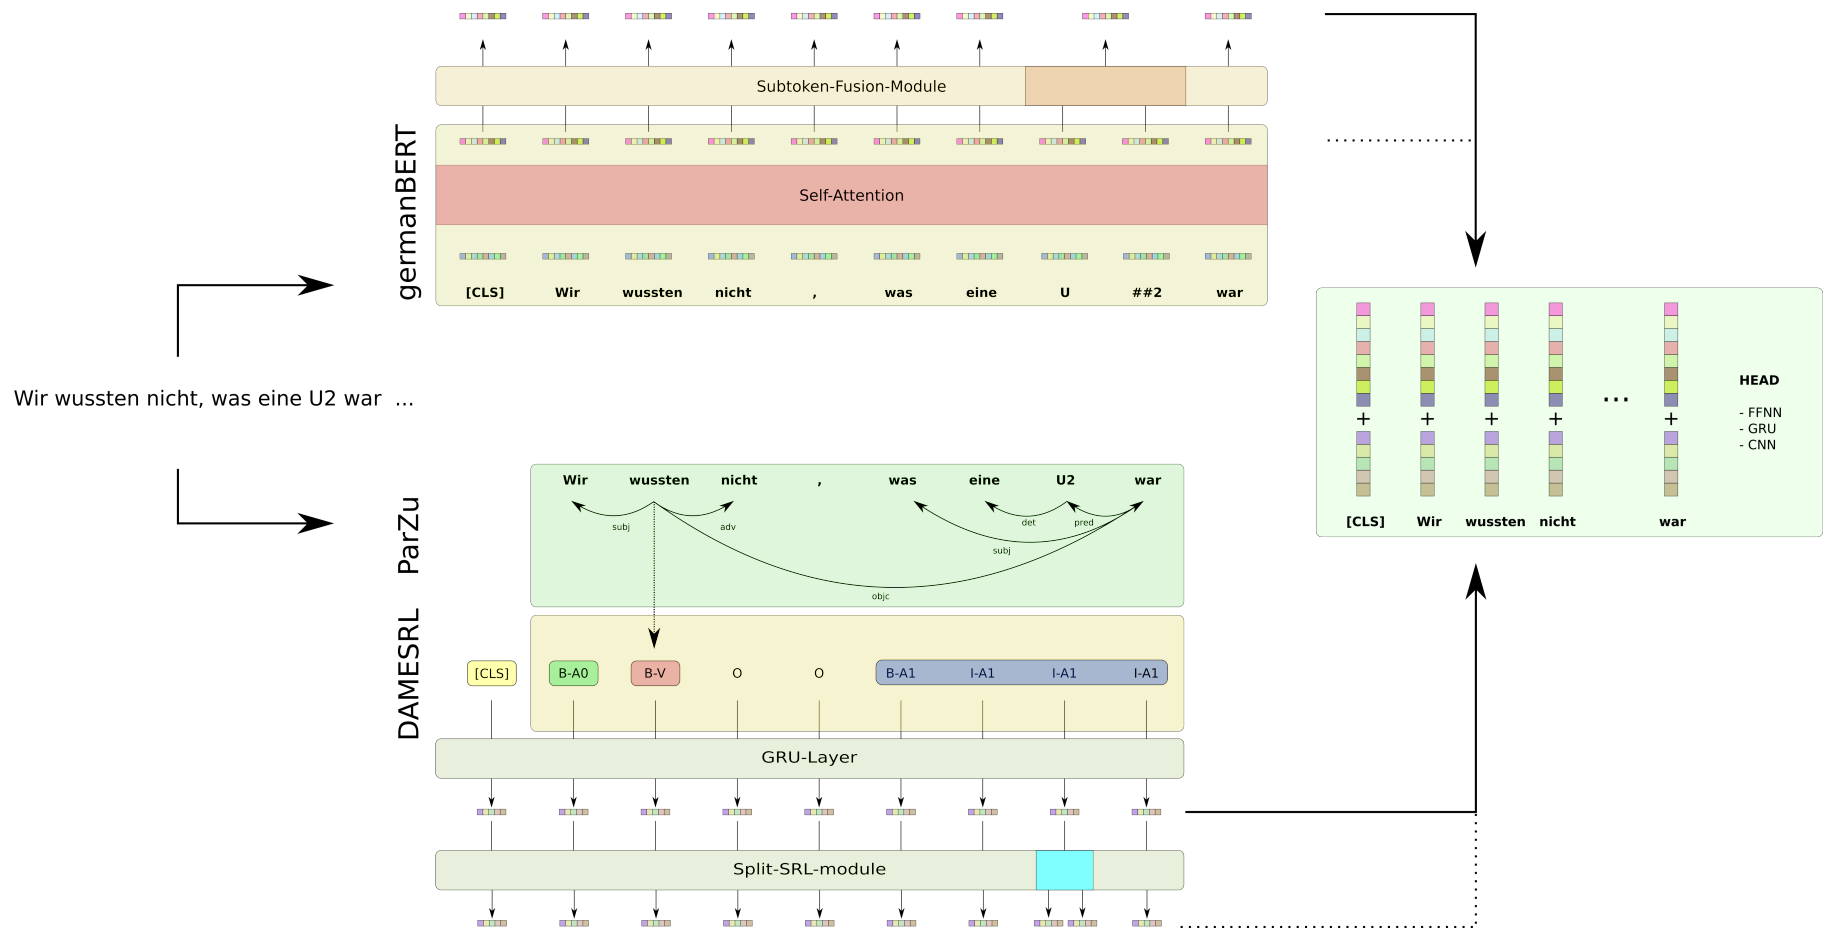 Subtoken-Fusion-Module
germanBERT
Self-Attention
[CLS] Wir wussten nicht , was eine U ##2 war
Wir wussten nicht, was eine U2 war ...
ParZu
Wir wussten nicht , was eine U2 war
subj adv det pred
subj
objc
DAMESRL
[CLS] B-A0 B-V O O B-A1 I-A1 I-A1 I-A1
GRU-Layer
Split-SRL-module
+ + + + ... +
[CLS] Wir wussten nicht war
HEAD
- FFNN
- GRU
- CNN